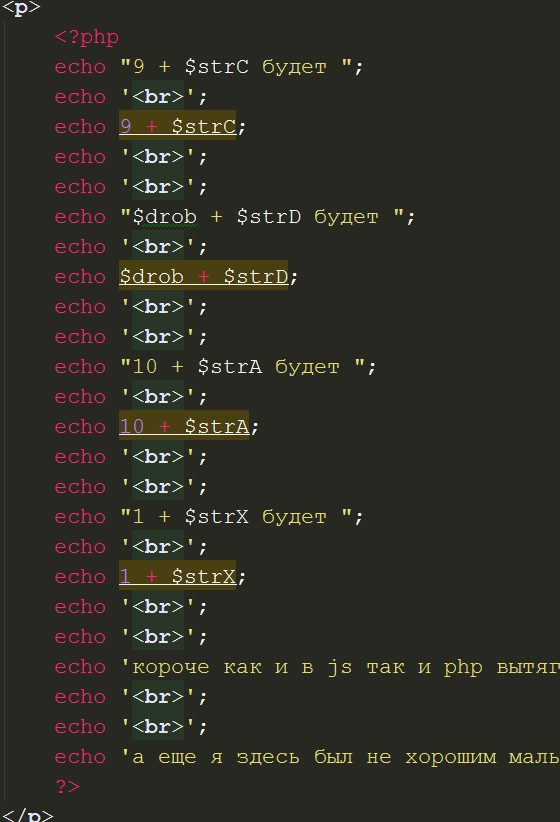 <p>
<?php
echo "9 + $strC будет ";
echo '<br>';
echo 9 + $strC;
echo '<br>';
echo '<br>';
echo "$drob + $strD будет ";
echo '<br>';
echo $drob + $strD;
echo '<br>';
echo '<br>';
echo "10 + $strA будет ";
echo '<br>';
echo 10 + $strA;
echo '<br>';
echo '<br>';
echo "1 + $strX будет ";
echo '<br>';
echo 1 + $strX;
echo '<br>';
echo '<br>';
echo 'короче как и в js так и php вытяг
echo '<br>';
echo '<br>';
echo 'а еще я здесь был не хорошим маль
?>
</p>